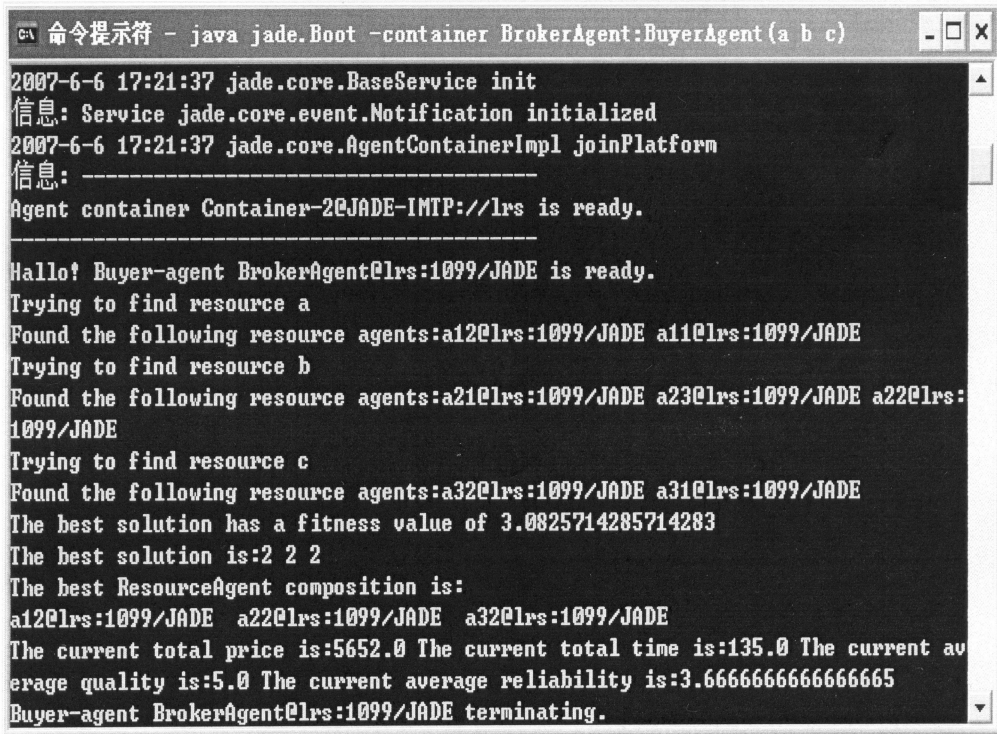 命令提示符 - java jade.Boot -container BrokerAgent:BuyerAgent(a b c)
2007-6-6 17:21:37 jade.core.BaseService init
信息: Service jade.core.event.Notification initialized
2007-6-6 17:21:37 jade.core.AgentContainerImpl joinPlatform
信息: --------------------------------------
Agent container Container-2@JADE-IMTP://lrs is ready.
--------------------------------------------
Hallo! Buyer-agent BrokerAgent@lrs:1099/JADE is ready.
Trying to find resource a
Found the following resource agents:a12@lrs:1099/JADE a11@lrs:1099/JADE
Trying to find resource b
Found the following resource agents:a21@lrs:1099/JADE a23@lrs:1099/JADE a22@lrs:
1099/JADE
Trying to find resource c
Found the following resource agents:a32@lrs:1099/JADE a31@lrs:1099/JADE
The best solution has a fitness value of 3.0825714285714283
The best solution is:2 2 2
The best ResourceAgent composition is:
a12@lrs:1099/JADE  a22@lrs:1099/JADE  a32@lrs:1099/JADE
The current total price is:5652.0 The current total time is:135.0 The current av
erage quality is:5.0 The current average reliability is:3.6666666666666665
Buyer-agent BrokerAgent@lrs:1099/JADE terminating.